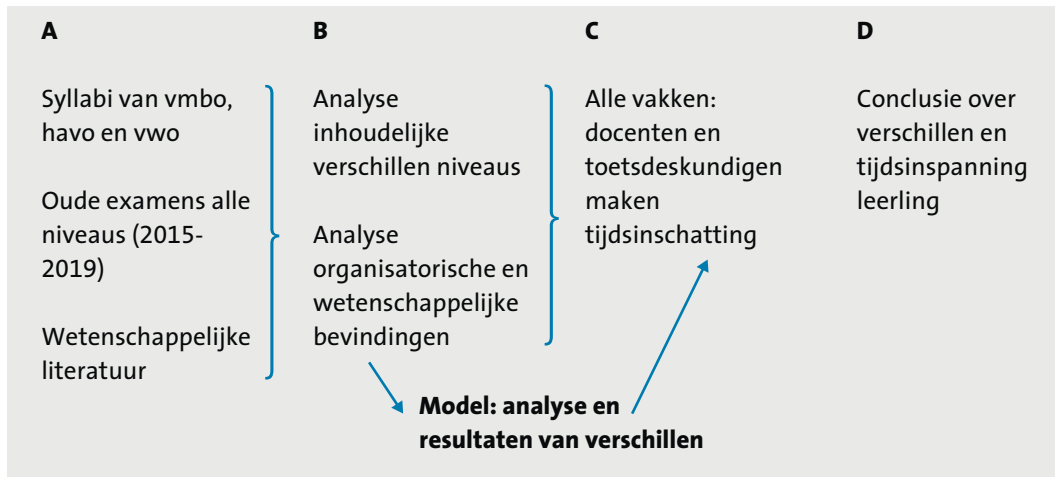 A
Syllabi van vmbo,
havo en vwo
Oude examens alle
niveaus (2015-
2019)
Wetenschappelijke
literatuur
B
Analyse
inhoudelijke
verschillen niveaus
Analyse
organisatorische en
wetenschappelijke
bevindingen
C
Alle vakken:
docenten en
toetsdeskundigen
maken
tijdsinschatting
D
Conclusie over
verschillen en
tijdsinspanning
leerling
Model: analyse en
resultaten van verschillen